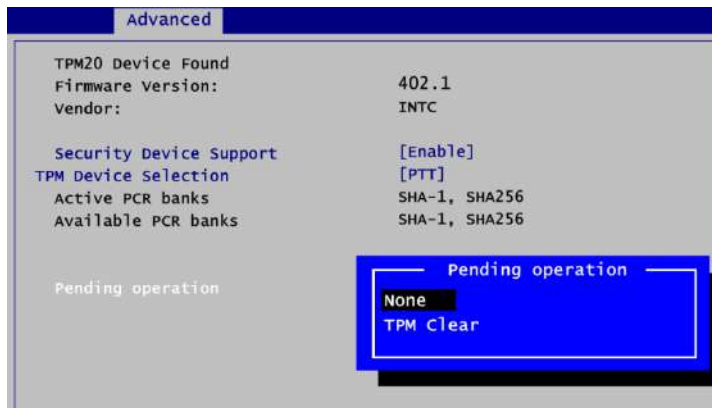 Advanced
TPM20 Device Found
Firmware Version: 402.1
Vendor: INTC
Security Device Support [Enable]
TPM Device Selection [PTT]
Active PCR banks SHA-1, SHA256
Available PCR banks SHA-1, SHA256
Pending operation
Pending operation
None
TPM Clear